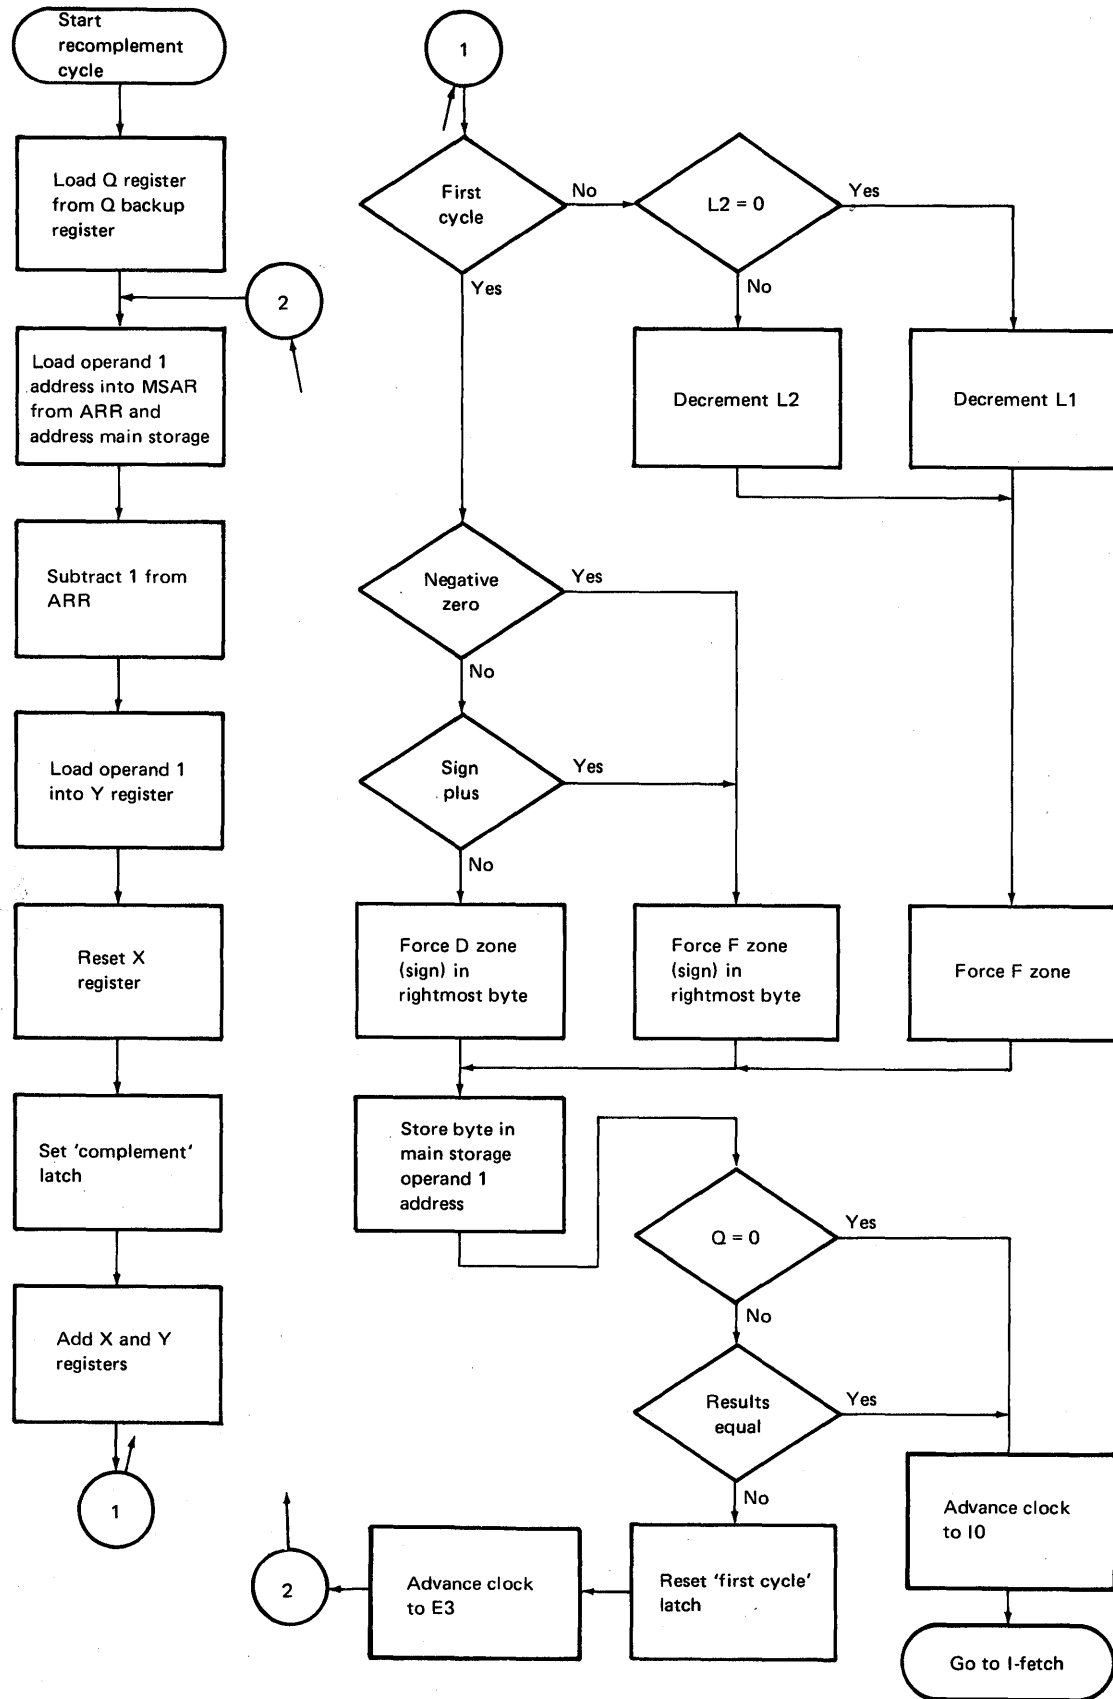 Start
recomplement
cycle
Load Q register
from Q backup
register
2
Load operand 1
address into MSAR
from ARR and
address main storage
Subtract 1 from
ARR
Load operand 1
into Y register
Reset X
register
Set 'complement'
latch
Add X and Y
registers
1
1
First
cycle
No
Yes
L2 = 0
Yes
No
Decrement L2
Decrement L1
Negative
zero
Yes
No
Sign
plus
Yes
No
Force D zone
(sign) in
rightmost byte
Force F zone
(sign) in
rightmost byte
Force F zone
Store byte in
main storage
operand 1
address
Q = 0
Yes
No
Results
equal
Yes
No
Reset 'first cycle'
latch
Advance clock
to E3
2
Advance clock
to I0
Go to I-fetch